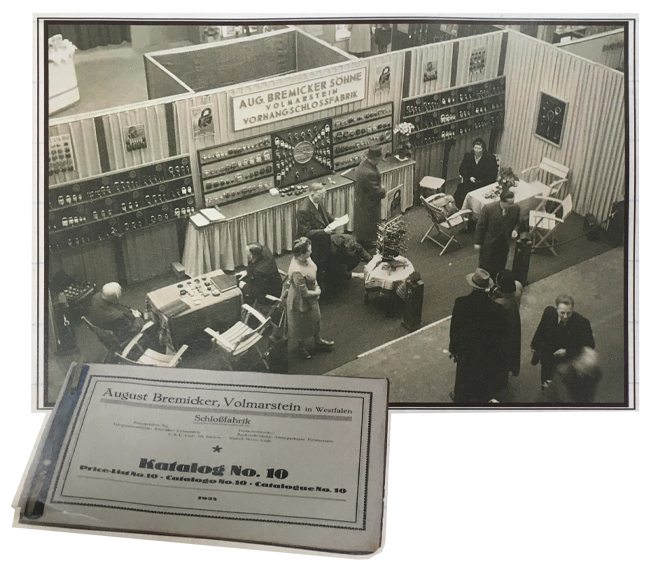 AUG. BREMICKER SÖHNE
VOLMARSTEIN
VORHANGSCHLOSSFABRIK
August Bremicker, Volmarstein in Westfalen
Schloßfabrik
Katalog No. 10
Price-List No. 10 · Catalogo No. 10 · Catalogue No. 10